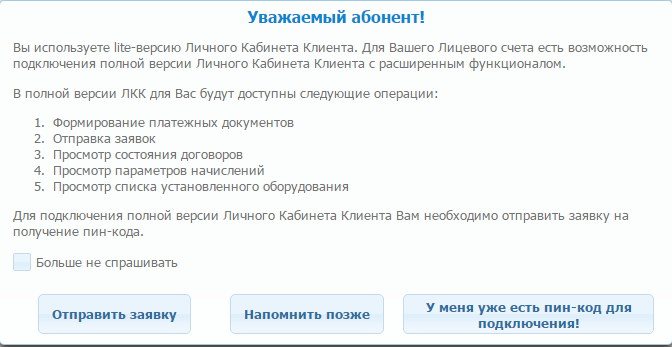 Уважаемый абонент!
Вы используете lite-версию Личного Кабинета Клиента. Для Вашего Лицевого счета есть возможность
подключения полной версии Личного Кабинета Клиента с расширенным функционалом.
В полной версии ЛКК для Вас будут доступны следующие операции:
1. Формирование платежных документов
2. Отправка заявок
3. Просмотр состояния договоров
4. Просмотр параметров начислений
5. Просмотр списка установленного оборудования
Для подключения полной версии Личного Кабинета Клиента Вам необходимо отправить заявку на
получение пин-кода.
Больше не спрашивать
Отправить заявку
Напомнить позже
У меня уже есть пин-код для
подключения!